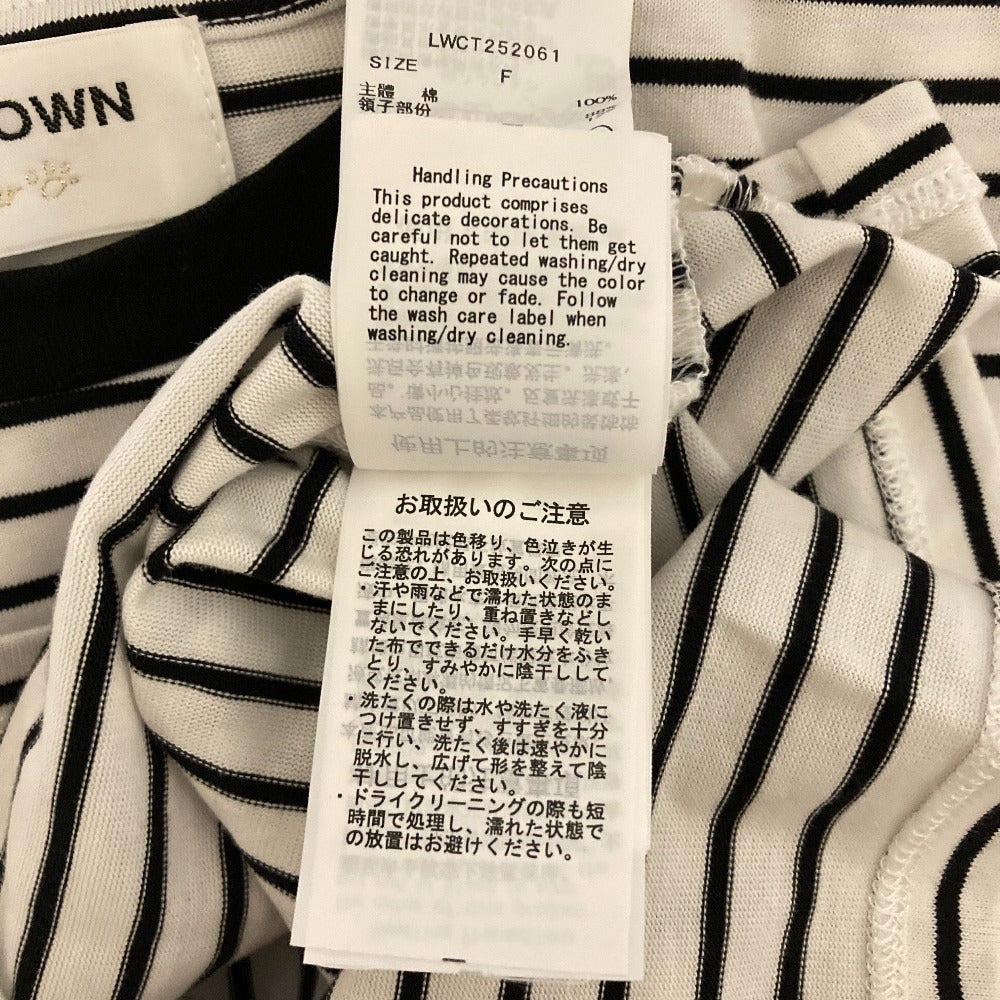 OWN
LWCT252061
SIZE F
主體 棉 100%
領子部份
Handling Precautions
This product comprises
delicate decorations. Be
careful not to let them get
caught. Repeated washing/dry
cleaning may cause the color
to change or fade. Follow
the wash care label when
washing/dry cleaning.
お取扱いのご注意
この製品は色移り、色泣きが生
じる恐れがあります。次の点に
ご注意の上、お取扱いください。
・汗や雨などで濡れた状態のま
まにしたり、重ね置きなどし
ないでください。手早く乾い
た布でできるだけ水分をふき
とり、すみやかに陰干しして
ください。
・洗たくの際は水や洗たく液に
つけ置きせず、すすぎを十分
に行い、洗たく後は速やかに
脱水し、広げて形を整えて陰
干ししてください。
・ドライクリーニングの際も短
時間で処理し、濡れた状態で
の放置はお避けください。